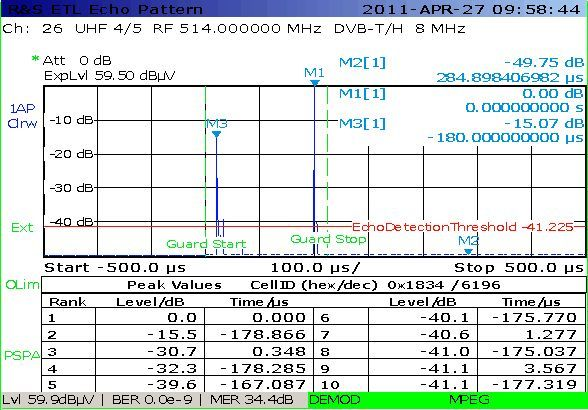 R&S ETL Echo Pattern 2011-APR-27 09:58:44
Ch: 26 UHF 4/5 RF 514.000000 MHz DVB-T/H 8 MHz
* Att 0 dB
ExpLvl 59.50 dBµV
M2[1] -49.75 dB
284.898406982 µs
M1
M1[1] 0.00 dB
0.000000000 s
1AP
Clrw
-10 dB
M3
M3[1] -15.07 dB
-180.000000000 µs
-20 dB
-30 dB
-40 dB
Ext
EchoDetectionThreshold -41.225
Guard Start
Guard Stop
M2
Start -500.0 µs 100.0 µs/ Stop 500.0 µs
OLim
Peak Values CellID (hex/dec) 0x1834 /6196
Rank Level/dB Time/µs Level/dB Time/µs
1 0.0 0.000 6 -40.1 -175.770
2 -15.5 -178.866 7 -40.6 1.277
PSPA
3 -30.7 0.348 8 -41.0 -175.037
4 -32.3 -178.285 9 -41.1 3.567
5 -39.6 -167.087 10 -41.1 -177.319
Lvl 59.9dBµV | BER 0.0e-9 | MER 34.4dB DEMOD MPEG